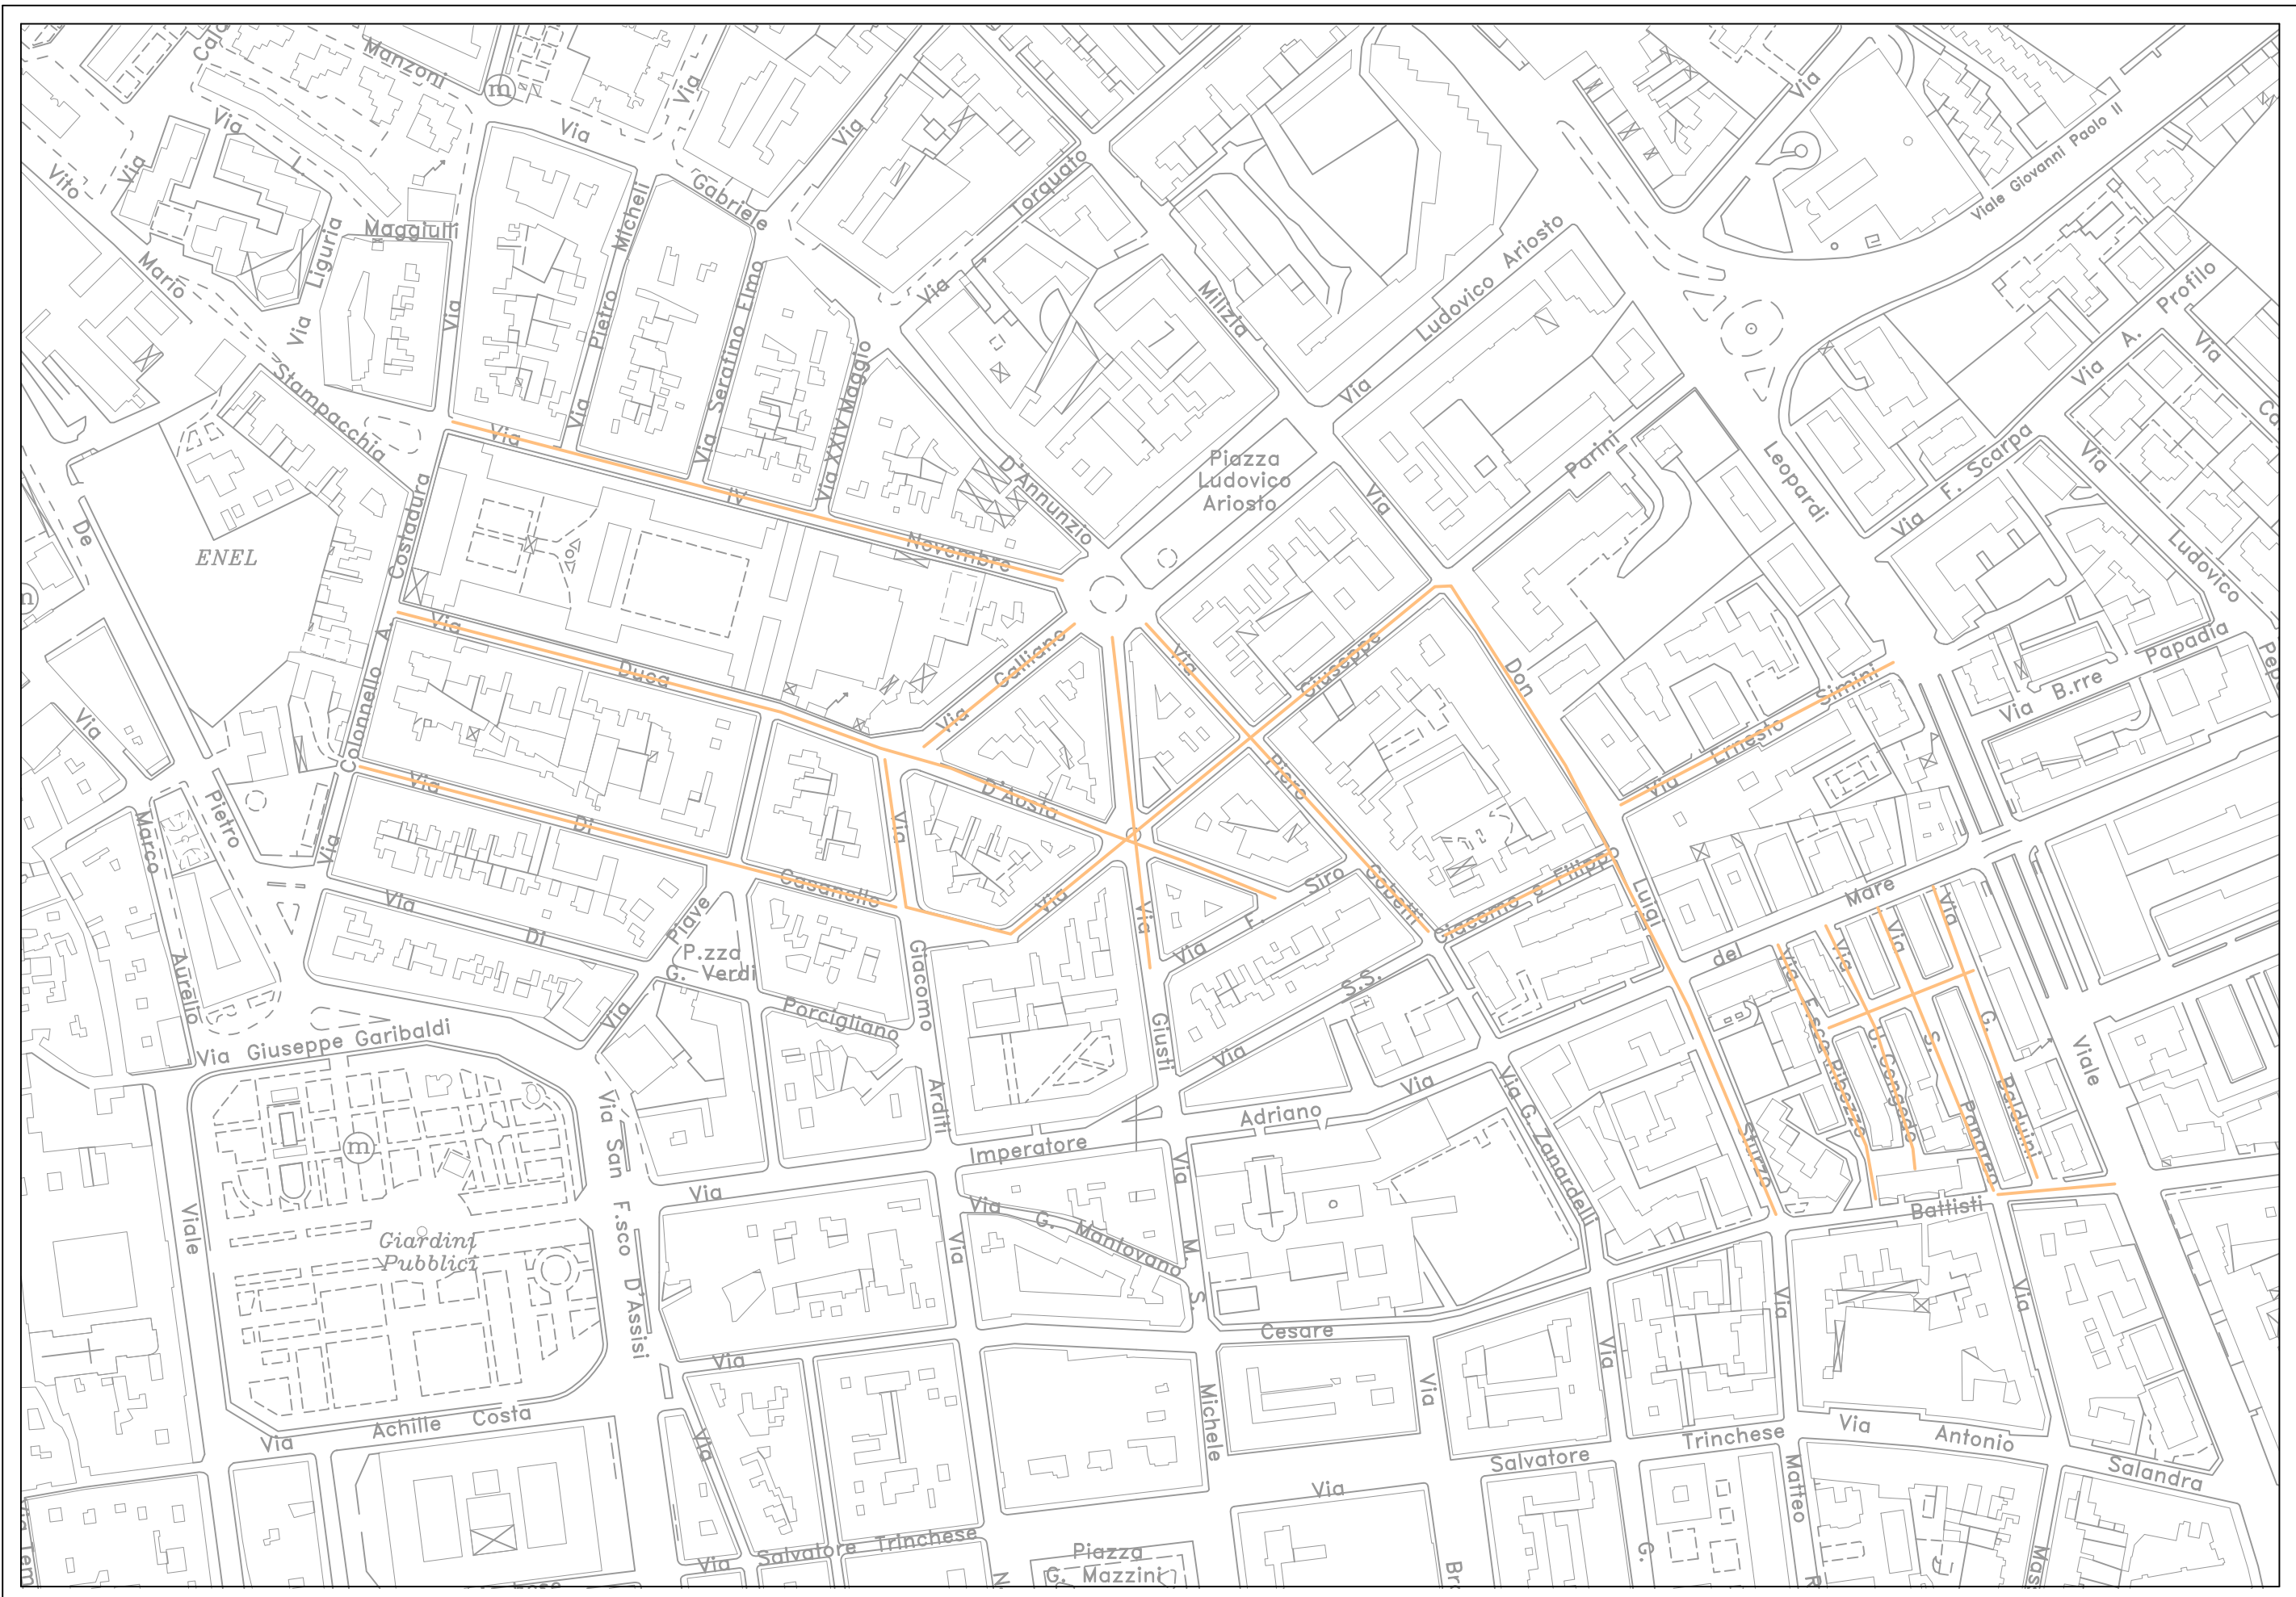 Manzoni
Via
Via
Via
Via
Via
L.
Vito
Via
Via Giovanni Paolo II
Gabriele
Torquato
Pietro Micheli
Maggiulli
Mario
Via Liguria
Via
Via Serafino Elmo
Via
Milizia
Via Ludovico Ariosto
Via A. Profilo
Via
Stampacchia
Via XXIV Maggio
Via
Via
IV
Novembre
D'Annunzio
Piazza
Ludovico
Ariosto
Via
Parini
Leopardi
Via F. Scarpa
Via
Ludovico
De
ENEL
Via Colonnello A. Costadura
Via
Duca
D'Aosta
Via Galliano
Via
Giuseppe
Via
Piero
Gobetti
Don
Luigi
Sturzo
Via Ernesto Simini
Via B.rre Papadia
Via
Via
Di
Casanello
Via
Giacomo
Arditi
Via
Giusti
Via F. Siro
Giacomo e Filippo
Via S.S.
del Mare
Marco
Aurelio
Pietro
Via
Di
Via
Piave
P.zza
G. Verdi
Porcigliano
Via F.sco Ribezzo
Via
G. Congedo
Via
S. Panareo
Via
G. Balduini
Viale
Via Giuseppe Garibaldi
Adriano
Via
Imperatore
Via G. Zanardelli
Battisti
Via San F.sco D'Assisi
Via
Via
Via G. Mantovano
Via
M. S.
Michele
Giardini
Pubblici
Viale
Cesare
Via
Via
Via
Via
Via
Achille Costa
Via
Via
Salvatore
Trinchese
Via Antonio
Salandra
Matteo
Via
Via Salvatore Trinchese
Piazza
G. Mazzini
G.
m
m